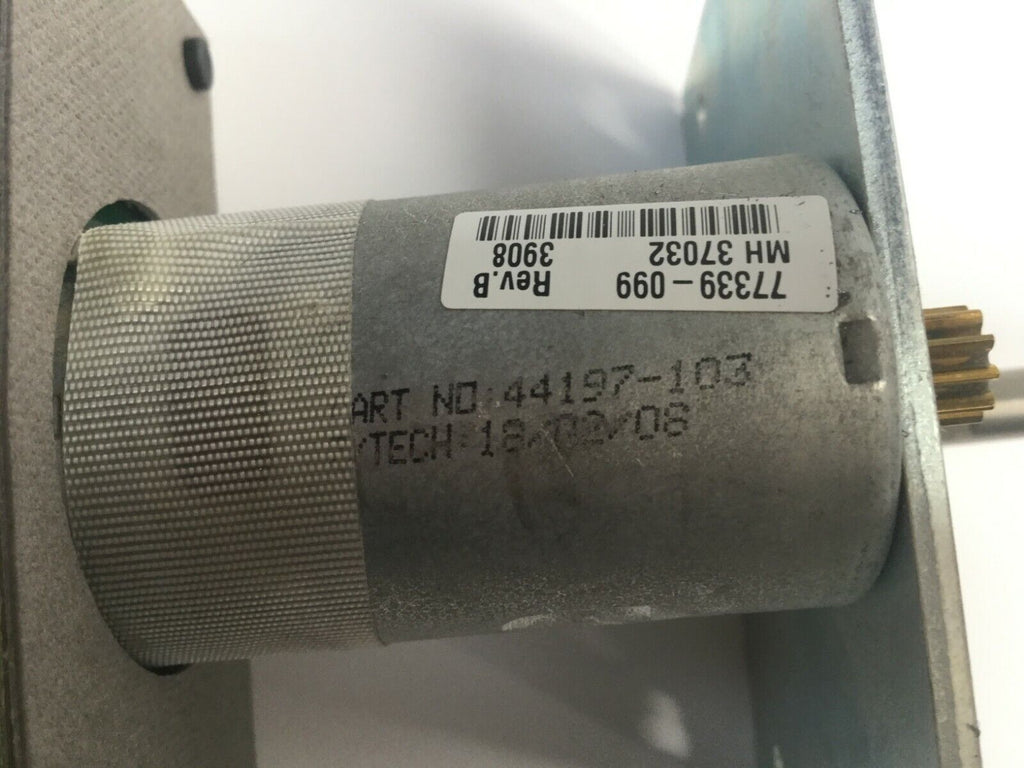 77339-099 Rev.B
MH 37032 3908
ART NO:44197-103
/TECH:18/02/08